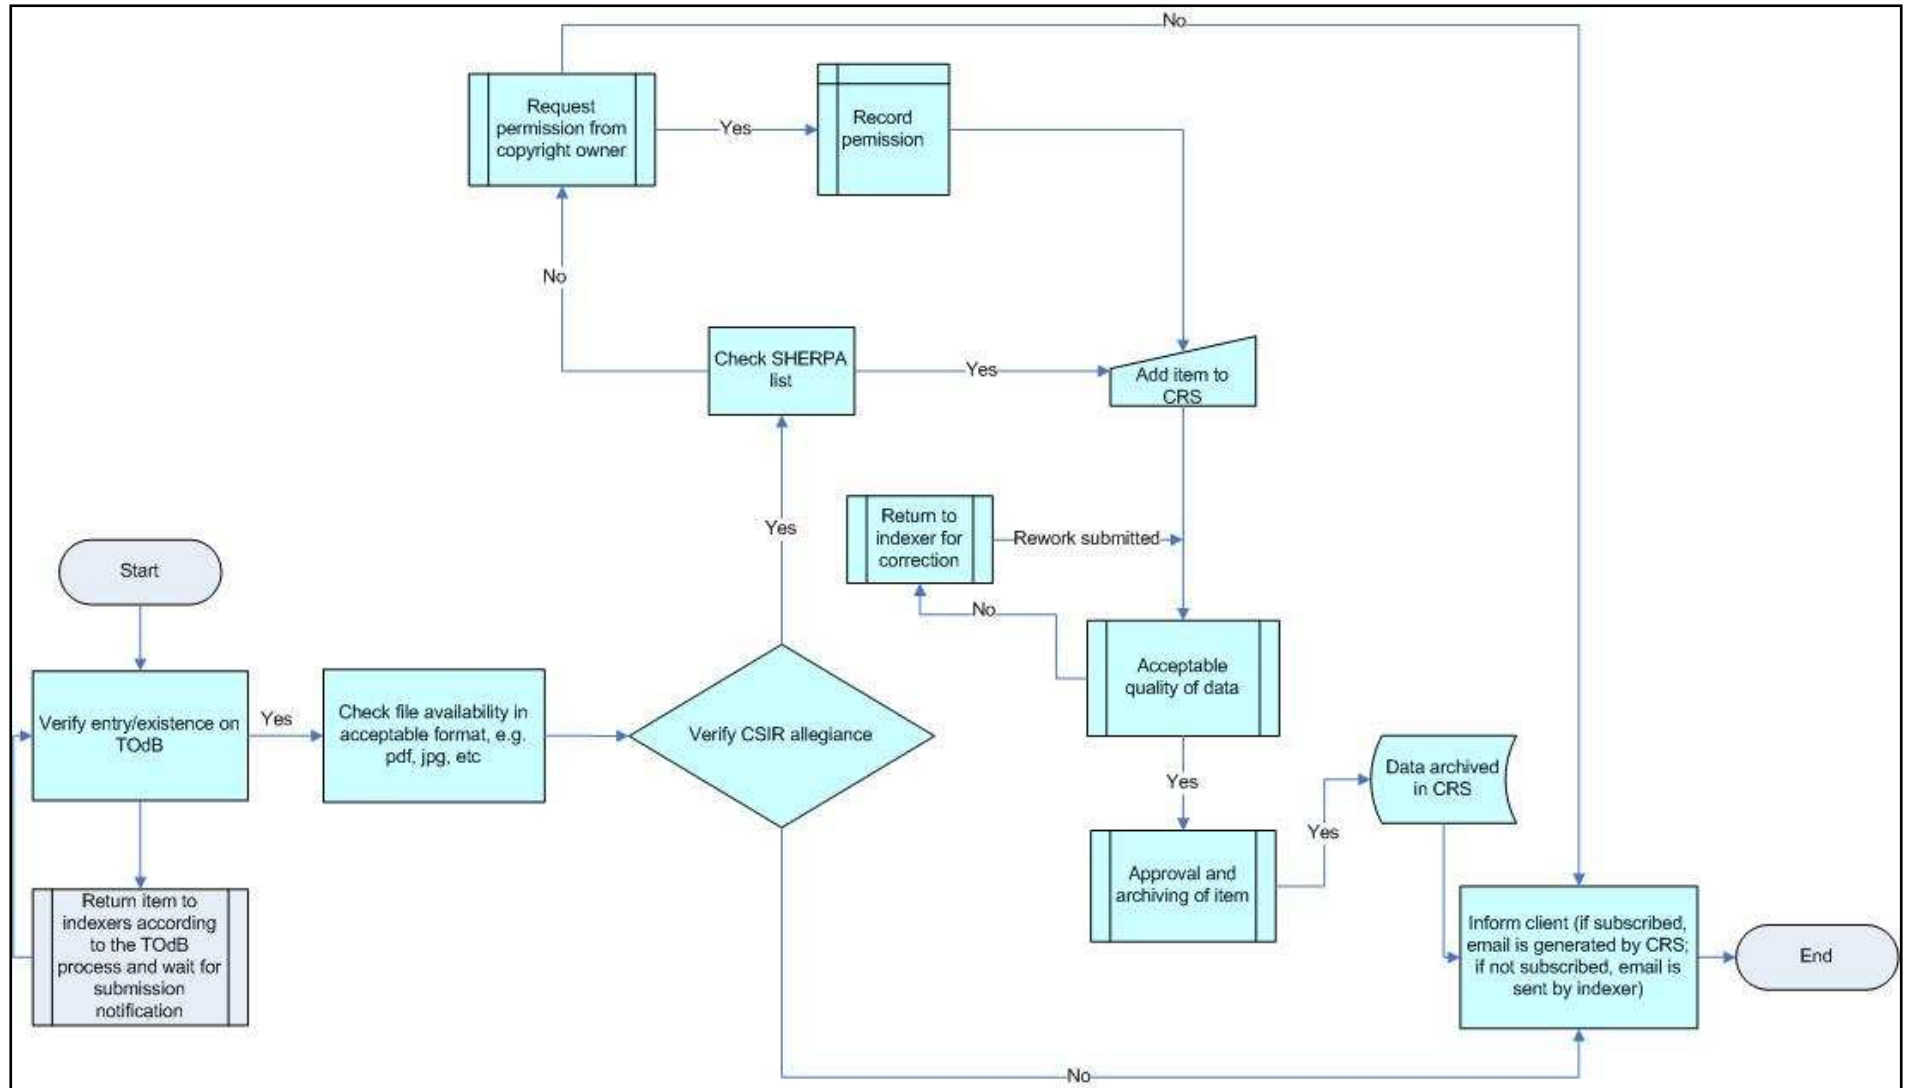 No
Request
permission from
copyright owner
Yes
Record
pemission
No
Check SHERPA
list
Yes
Add item to
CRS
Yes
Return to
indexer for
correction
Rework submitted
No
Start
Acceptable
quality of data
Verify entry/existence on
TOdB
Yes
Check file availability in
acceptable format, e.g.
pdf, jpg, etc
Verify CSIR allegiance
Yes
Data archived
in CRS
Yes
Approval and
archiving of item
Return item to
indexers according
to the TOdB
process and wait for
submission
notification
Inform client (if subscribed,
email is generated by CRS;
if not subscribed, email is
sent by indexer)
End
No